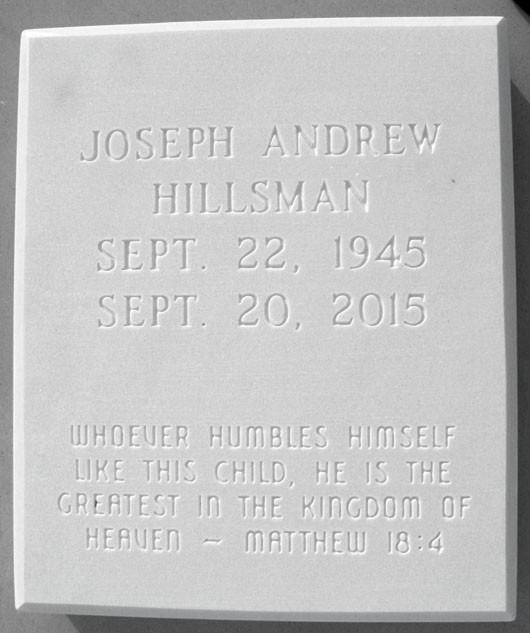 JOSEPH ANDREW
HILLSMAN
SEPT. 22, 1945
SEPT. 20, 2015
WHOEVER HUMBLES HIMSELF
LIKE THIS CHILD, HE IS THE
GREATEST IN THE KINGDOM OF
HEAVEN ~ MATTHEW 18:4